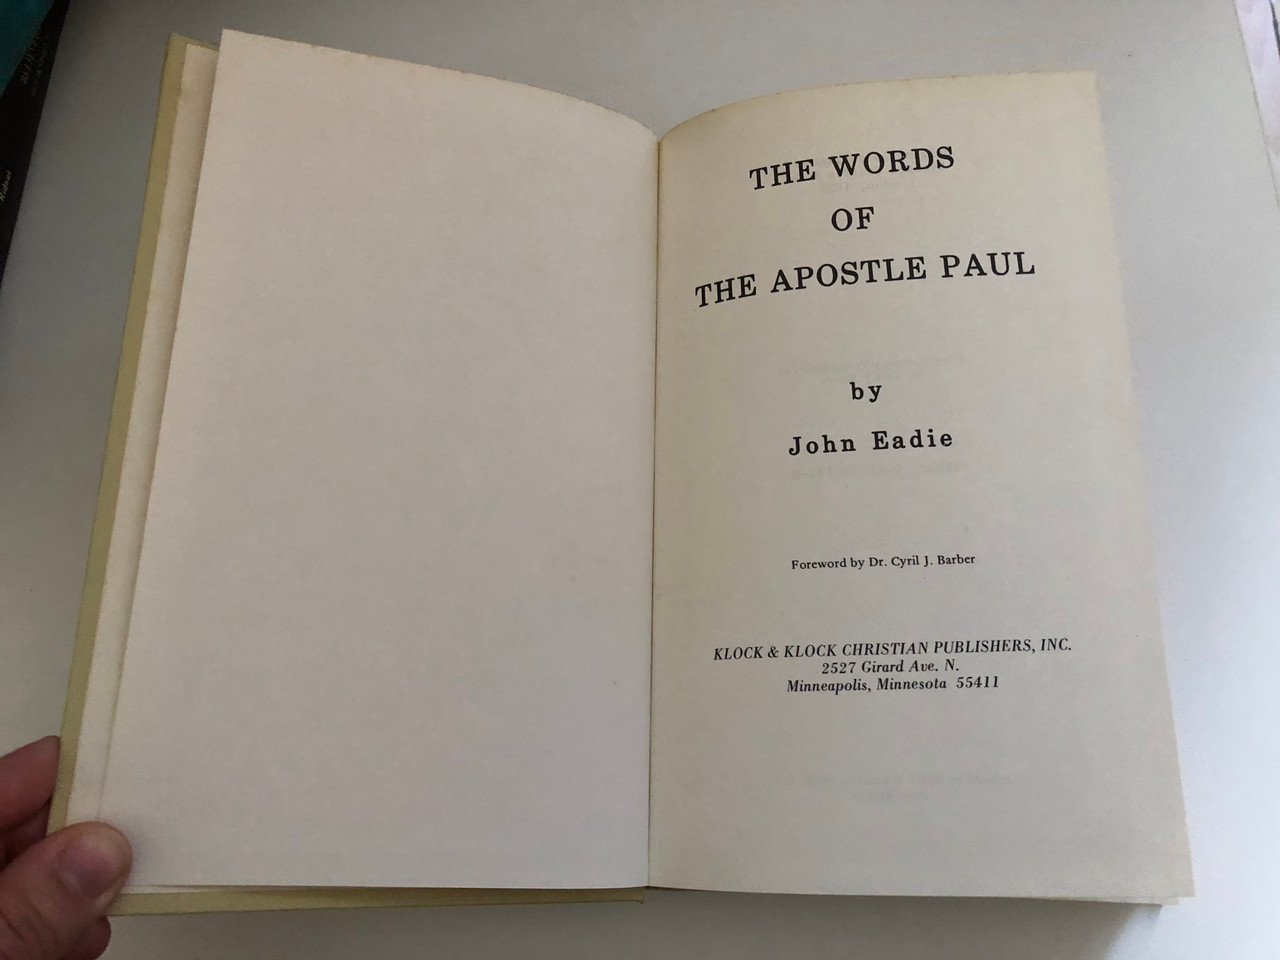 THE WORDS
OF
THE APOSTLE PAUL
by
John Eadie
Foreword by Dr. Cyril J. Barber
KLOCK & KLOCK CHRISTIAN PUBLISHERS, INC.
2527 Girard Ave. N.
Minneapolis, Minnesota 55411